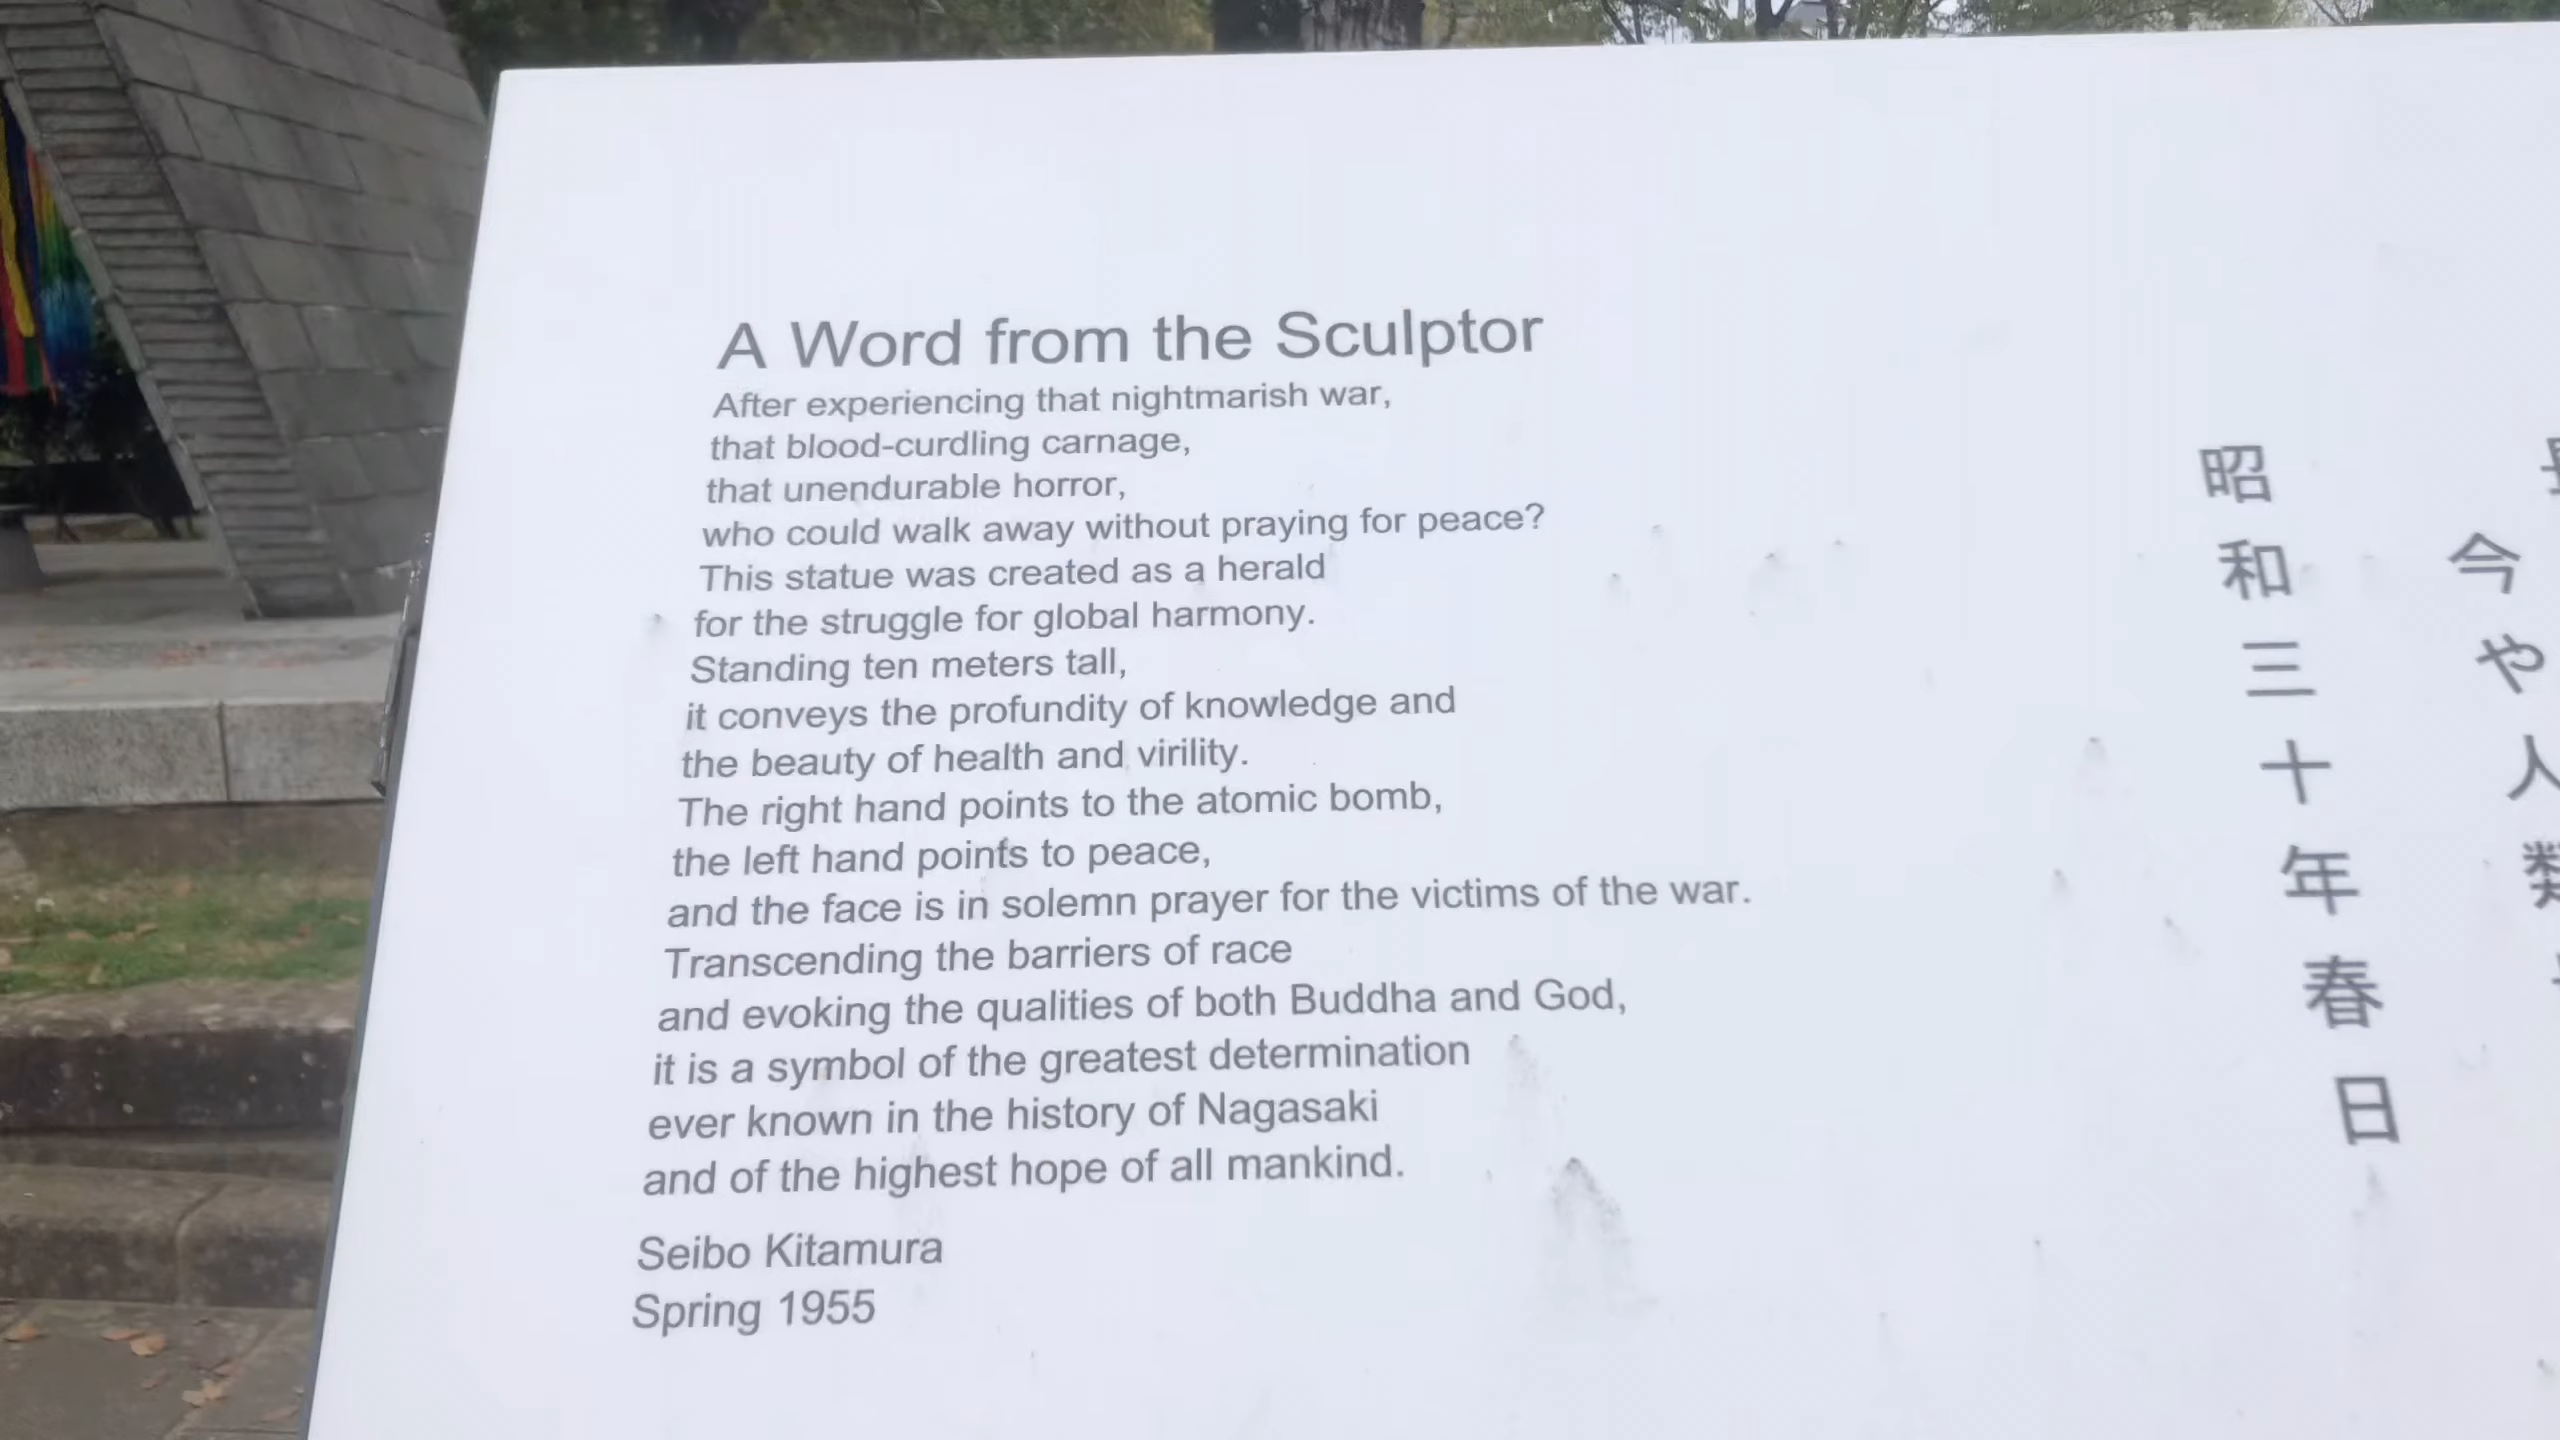 A Word from the Sculptor
After experiencing that nightmarish war,
that blood-curdling carnage,
that unendurable horror,
who could walk away without praying for peace?
This statue was created as a herald
for the struggle for global harmony.
Standing ten meters tall,
it conveys the profundity of knowledge and
the beauty of health and virility.
The right hand points to the atomic bomb,
the left hand points to peace,
and the face is in solemn prayer for the victims of the war.
Transcending the barriers of race
and evoking the qualities of both Buddha and God,
it is a symbol of the greatest determination
ever known in the history of Nagasaki
and of the highest hope of all mankind.
Seibo Kitamura
Spring 1955
今や人類
昭和三十年春日